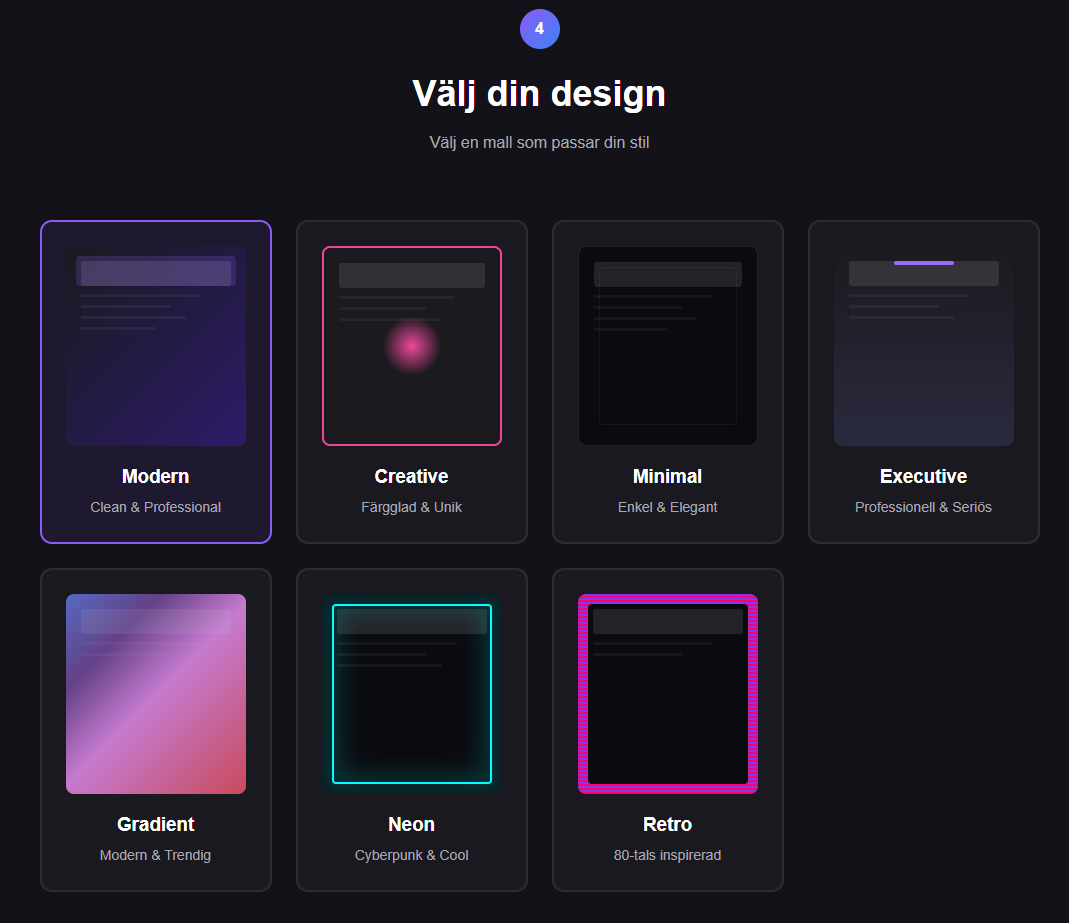 4
Välj din design
Välj en mall som passar din stil
Modern
Clean & Professional
Creative
Färgglad & Unik
Minimal
Enkel & Elegant
Executive
Professionell & Seriös
Gradient
Modern & Trendig
Neon
Cyberpunk & Cool
Retro
80-tals inspirerad